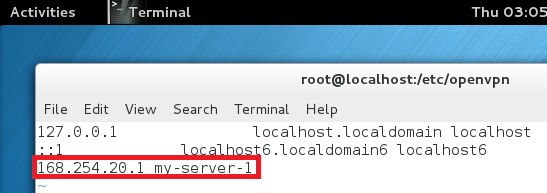 Activities Terminal Thu 03:05
root@localhost:/etc/openvpn
File Edit View Search Terminal Help
127.0.0.1 localhost.localdomain localhost
::1 localhost6.localdomain6 localhost6
168.254.20.1 my-server-1
~